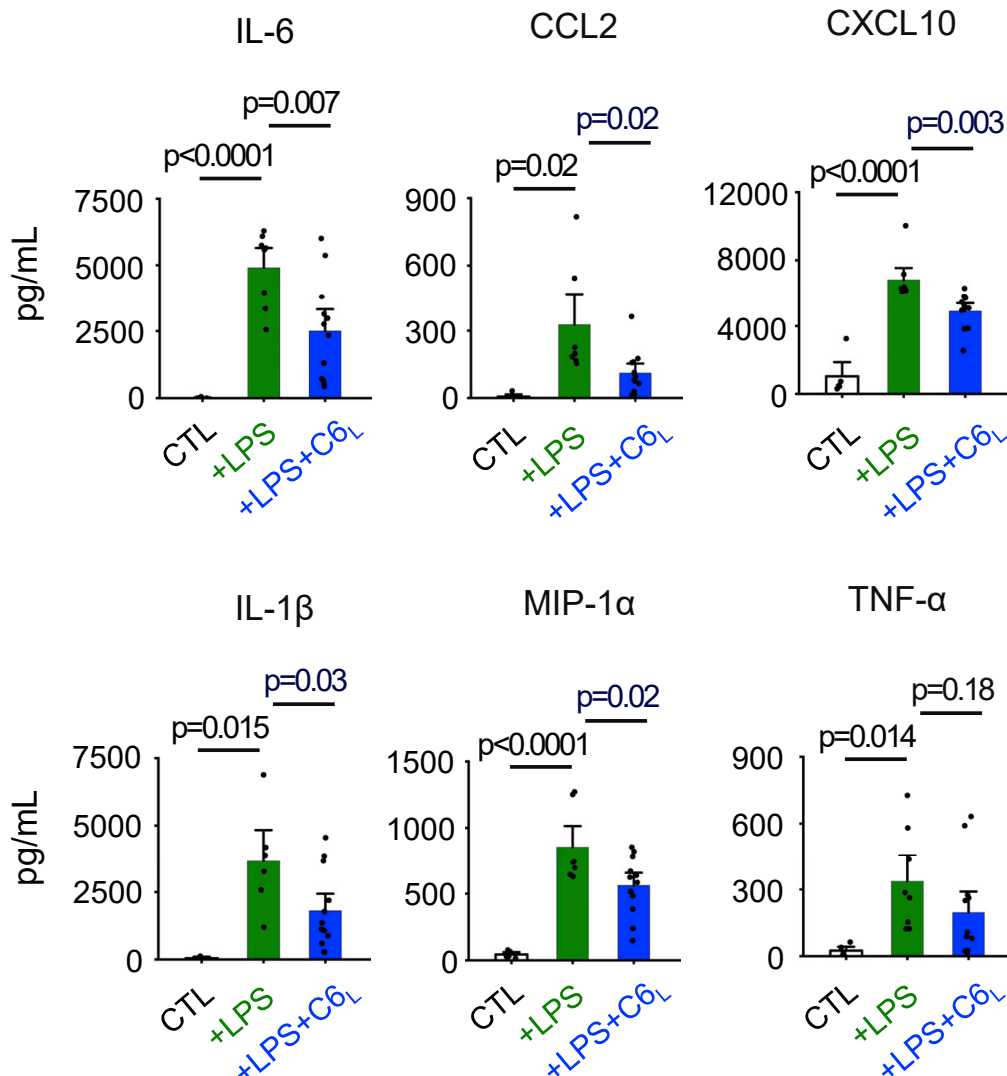 IL-6 CCL2 CXCL10
p=0.007 p=0.02 p=0.003
p<0.0001 p=0.02 p<0.0001
7500 900 12000
5000 600 8000
2500 300 4000
0 0 0
pg/mL
CTL +LPS +LPS+C6L CTL +LPS +LPS+C6L CTL +LPS +LPS+C6L
IL-1β MIP-1α TNF-α
p=0.03 p=0.02 p=0.18
p=0.015 p<0.0001 p=0.014
7500 1500 900
5000 1000 600
2500 500 300
0 0 0
pg/mL
CTL +LPS +LPS+C6L CTL +LPS +LPS+C6L CTL +LPS +LPS+C6L